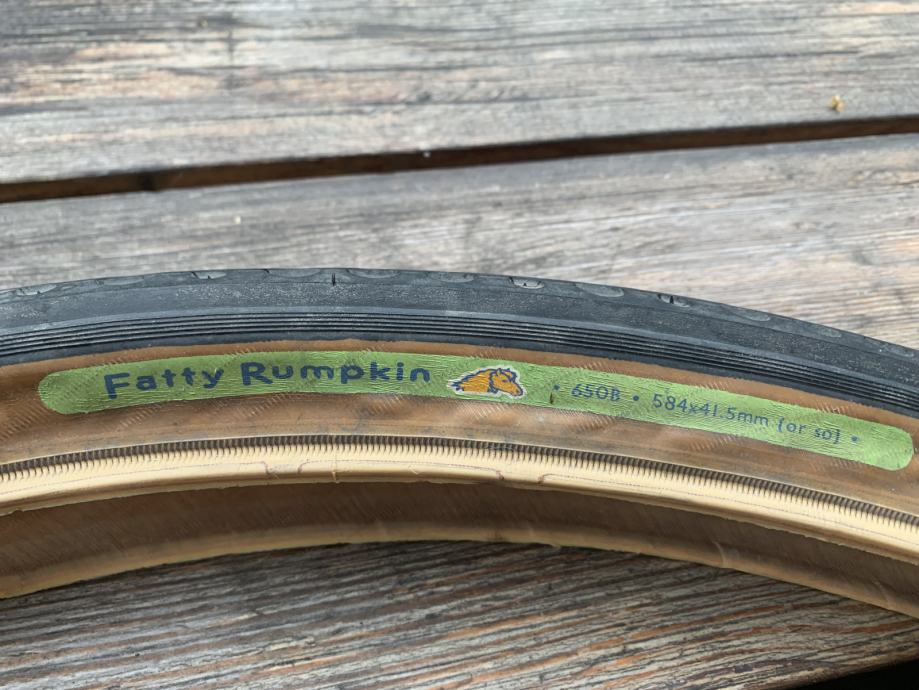 Fatty Rumpkin • 650B • 584x41.5mm (or so) •